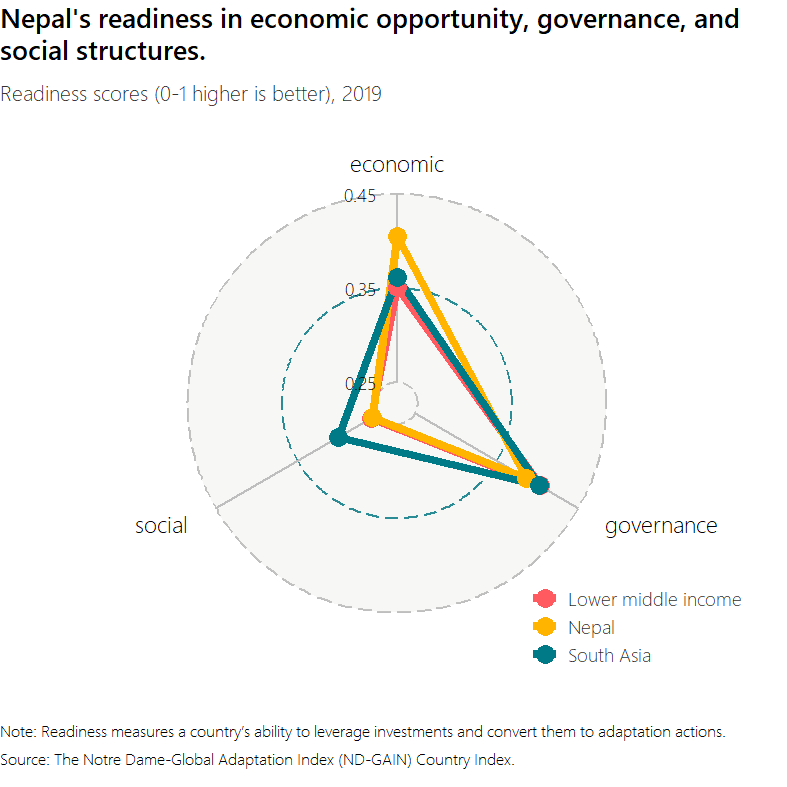 Nepal's readiness in economic opportunity, governance, and
social structures.
Readiness scores (0-1 higher is better), 2019
economic
0.45
0.35
0.25
social
governance
Lower middle income
Nepal
South Asia
Note: Readiness measures a country’s ability to leverage investments and convert them to adaptation actions.
Source: The Notre Dame-Global Adaptation Index (ND-GAIN) Country Index.